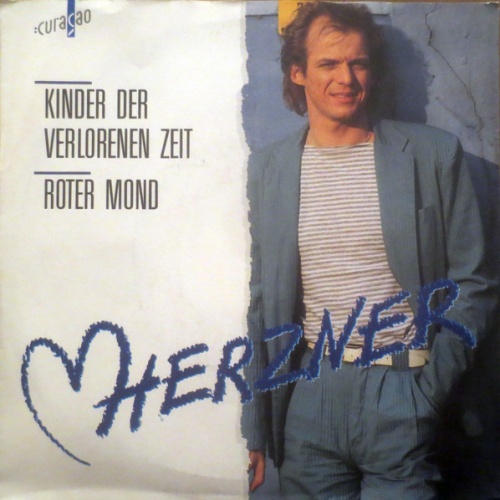 :curaçao
KINDER DER
VERLORENEN ZEIT
ROTER MOND
HERZNER